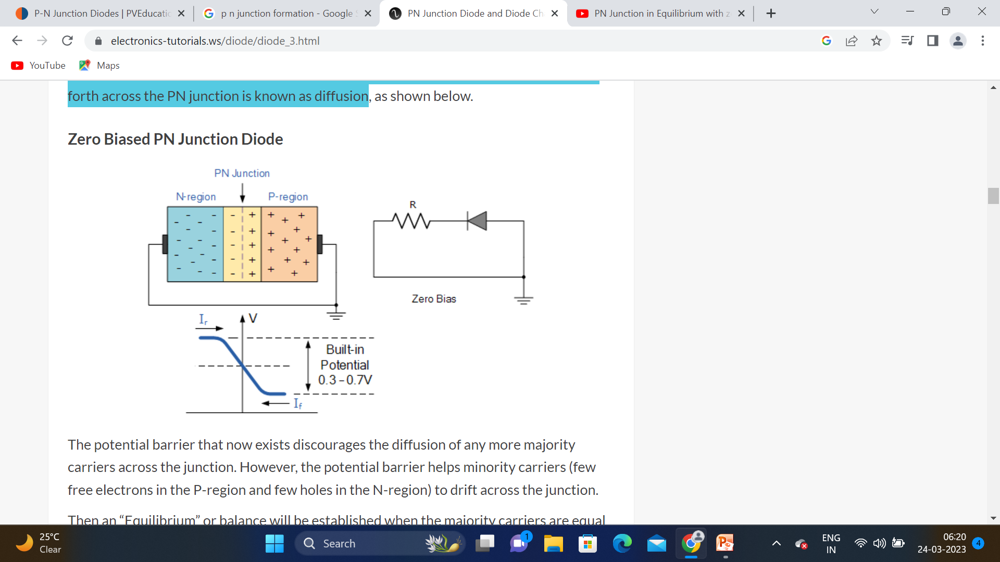 P-N Junction Diodes | PVEducatio
p n junction formation - Google S
PN Junction Diode and Diode Ch
PN Junction in Equilibrium with z
electronics-tutorials.ws/diode/diode_3.html
YouTube
Maps
forth across the PN junction is known as diffusion, as shown below.
Zero Biased PN Junction Diode
PN Junction
N-region
P-region
R
Zero Bias
Ir
V
Built-in
Potential
0.3 – 0.7V
If
The potential barrier that now exists discourages the diffusion of any more majority
carriers across the junction. However, the potential barrier helps minority carriers (few
free electrons in the P-region and few holes in the N-region) to drift across the junction.
Then an “Equilibrium” or balance will be established when the majority carriers are equal
25°C
Clear
Search
1
ENG
IN
06:20
24-03-2023
4